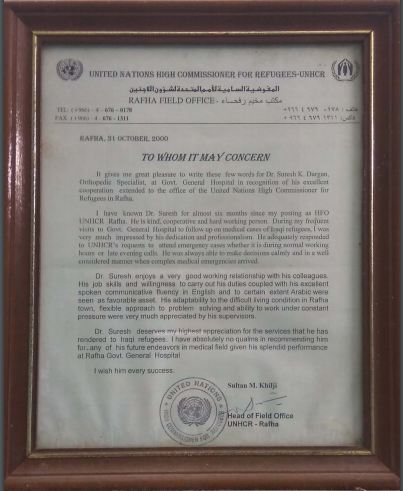 UNITED NATIONS HIGH COMMISSIONER FOR REFUGEES-UNHCR
المفوضية السامية للأمم المتحدة لشؤون اللاجئين
RAFHA FIELD OFFICE - مكتب مخيم رفحاء
TEL: (+966) - 4 - 676 - 0178
FAX (+966) - 4 - 676 - 1311
RAFHA, 31 OCTOBER, 2000
TO WHOM IT MAY CONCERN
It gives me great pleasure to write these few words for Dr. Suresh K. Dargan,
Orthopedic Specialist, at Govt. General Hospital in recognition of his excellent
cooperation extended to the office of the United Nations High Commissioner for
Refugees in Rafha.
I have known Dr. Suresh for almost six months since my posting as HFO
UNHCR Rafha. He is kind, cooperative and hard working person. During my frequent
visits to Govt. General Hospital to follow up on medical cases of Iraqi refugees, I was
very much impressed by his dedication and professionalism. He adequately responded
to UNHCR's requests to attend emergency cases whether it is during normal working
hours or late evening calls. He was always able to make decisions calmly and in a well
considered manner when complex medical emergencies arrived.
Dr. Suresh enjoys a very good working relationship with his colleagues.
His job skills and willingness to carry out his duties coupled with his excellent
spoken communicative fluency in English and to certain extent Arabic were
seen as favorable asset. His adaptability to the difficult living condition in Rafha
town, flexible approach to problem solving and ability to work under constant
pressure were very much appreciated by his supervisors.
Dr. Suresh deserves my highest appreciation for the services that he has
rendered to Iraqi refugees. I have absolutely no qualms in recommending him
for any of his future endeavors in medical field given his splendid performance
at Rafha Govt. General Hospital
I wish him every success.
Sultan M. Khilji
Head of Field Office
UNHCR - Rafha
UNITED NATIONS